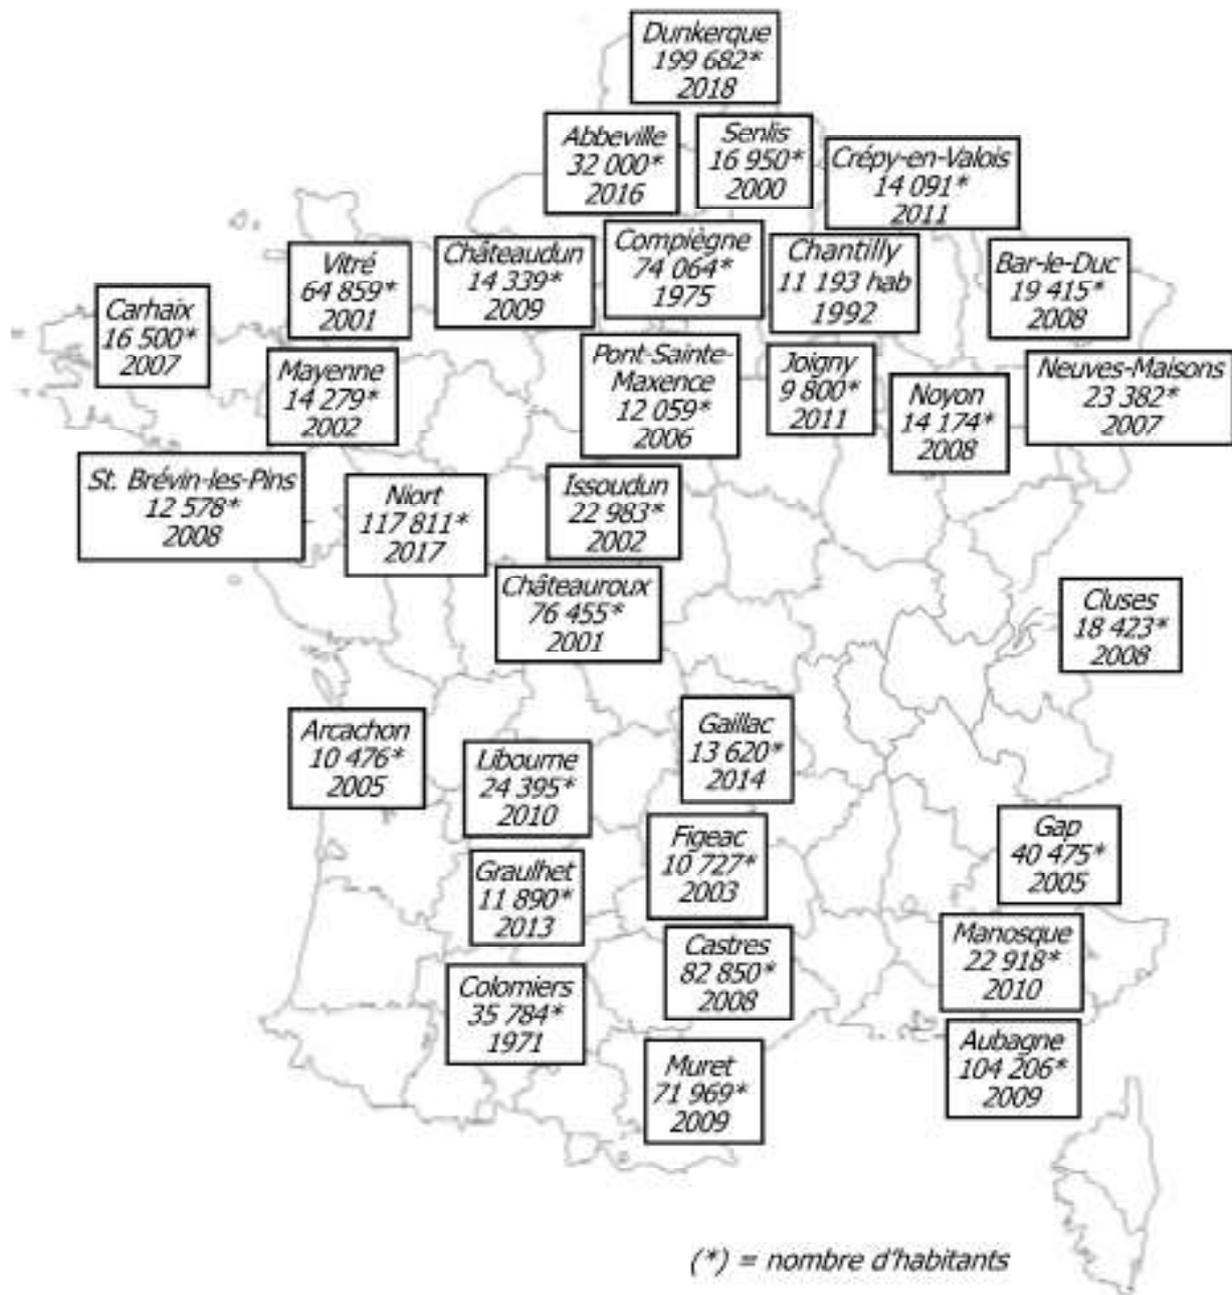 Dunkerque
199 682*
2018
Abbeville
32 000*
2016
Senlis
16 950*
2000
Crépy-en-Valois
14 091*
2011
Vitré
64 859*
2001
Châteaudun
14 339*
2009
Compiègne
74 064*
1975
Chantilly
11 193 hab
1992
Bar-le-Duc
19 415*
2008
Carhaix
16 500*
2007
Mayenne
14 279*
2002
Pont-Sainte-
Maxence
12 059*
2006
Joigny
9 800*
2011
Noyon
14 174*
2008
Neuves-Maisons
23 382*
2007
St. Brévin-les-Pins
12 578*
2008
Niort
117 811*
2017
Issoudun
22 983*
2002
Châteauroux
76 455*
2001
Cluses
18 423*
2008
Arcachon
10 476*
2005
Libourne
24 395*
2010
Gaillac
13 620*
2014
Graulhet
11 890*
2013
Figeac
10 727*
2003
Gap
40 475*
2005
Colomiers
35 784*
1971
Castres
82 850*
2008
Manosque
22 918*
2010
Muret
71 969*
2009
Aubagne
104 206*
2009
(*) = nombre d'habitants